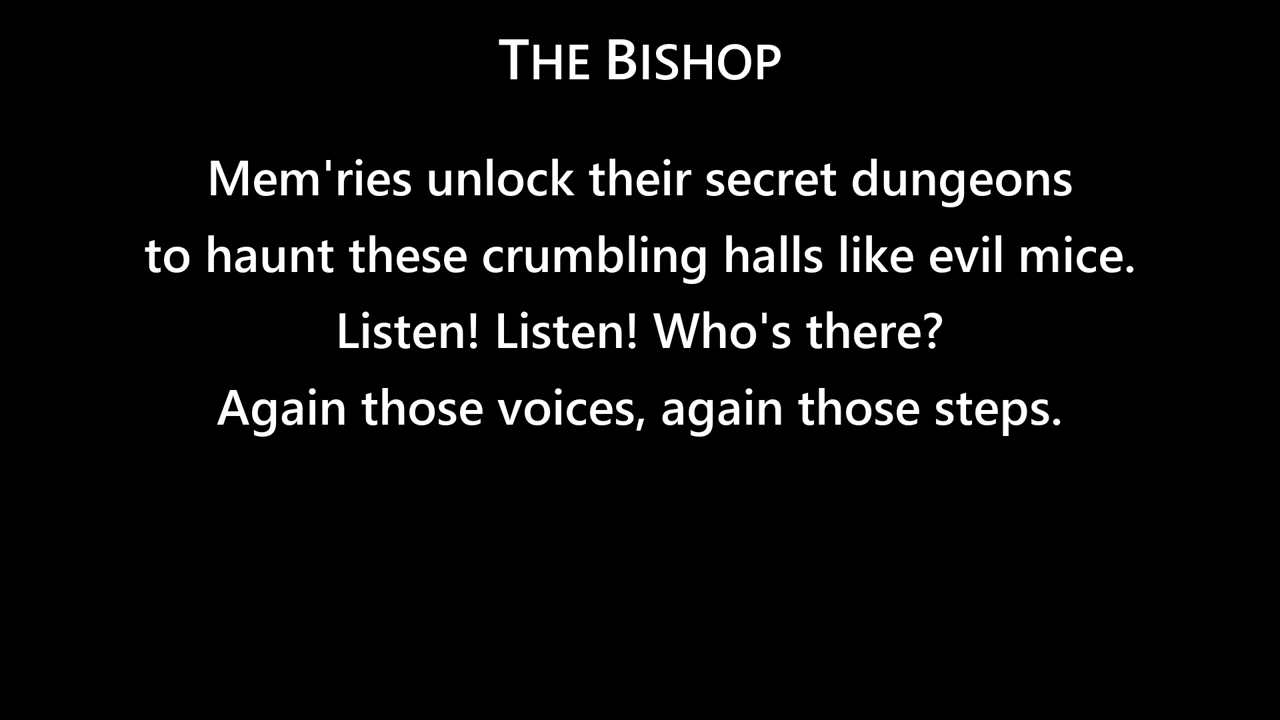 THE BISHOP
Mem'ries unlock their secret dungeons
to haunt these crumbling halls like evil mice.
Listen! Listen! Who's there?
Again those voices, again those steps.